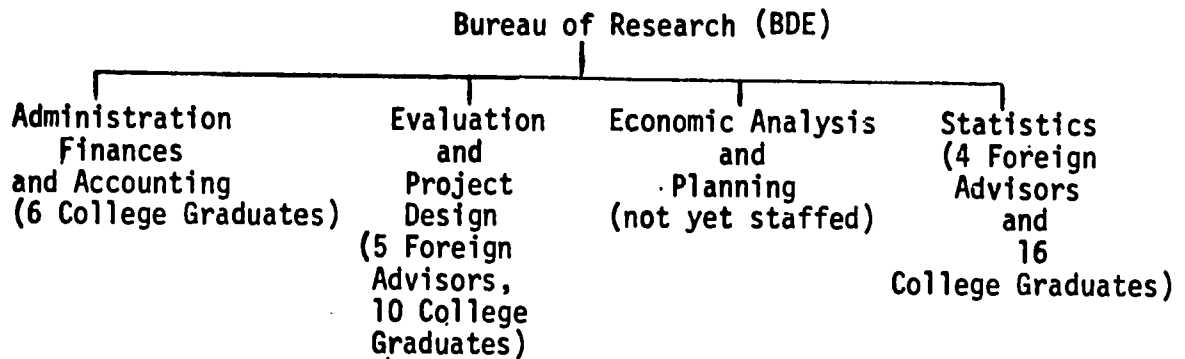 Bureau of Research (BDE)
Administration
Finances
and Accounting
(6 College Graduates)
Evaluation
and
Project
Design
(5 Foreign
Advisors,
10 College
Graduates)
Economic Analysis
and
Planning
(not yet staffed)
Statistics
(4 Foreign
Advisors
and
16
College Graduates)